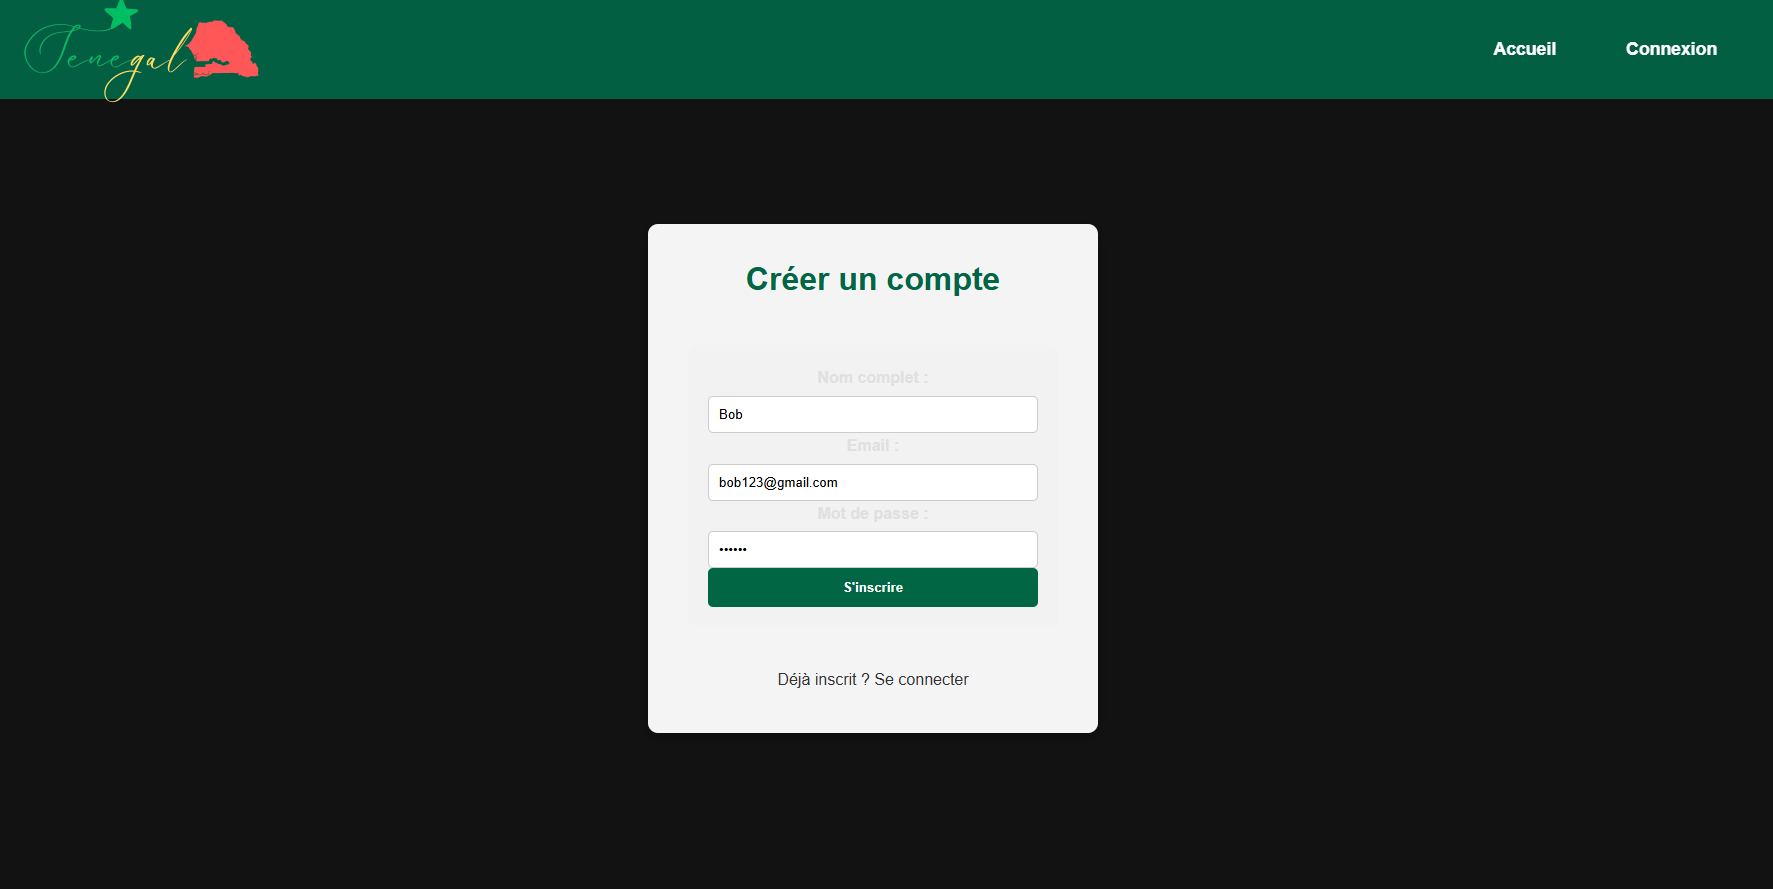 Senegal
Accueil
Connexion
Créer un compte
Nom complet :
Bob
Email :
bob123@gmail.com
Mot de passe :
••••••
S'inscrire
Déjà inscrit ? Se connecter